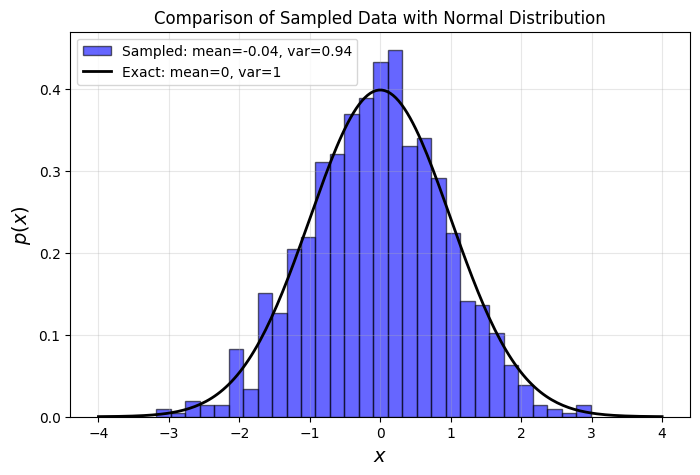 Comparison of Sampled Data with Normal Distribution
Sampled: mean=-0.04, var=0.94
Exact: mean=0, var=1
p(x)
0.4
0.3
0.2
0.1
0.0
−4 −3 −2 −1 0 1 2 3 4
x